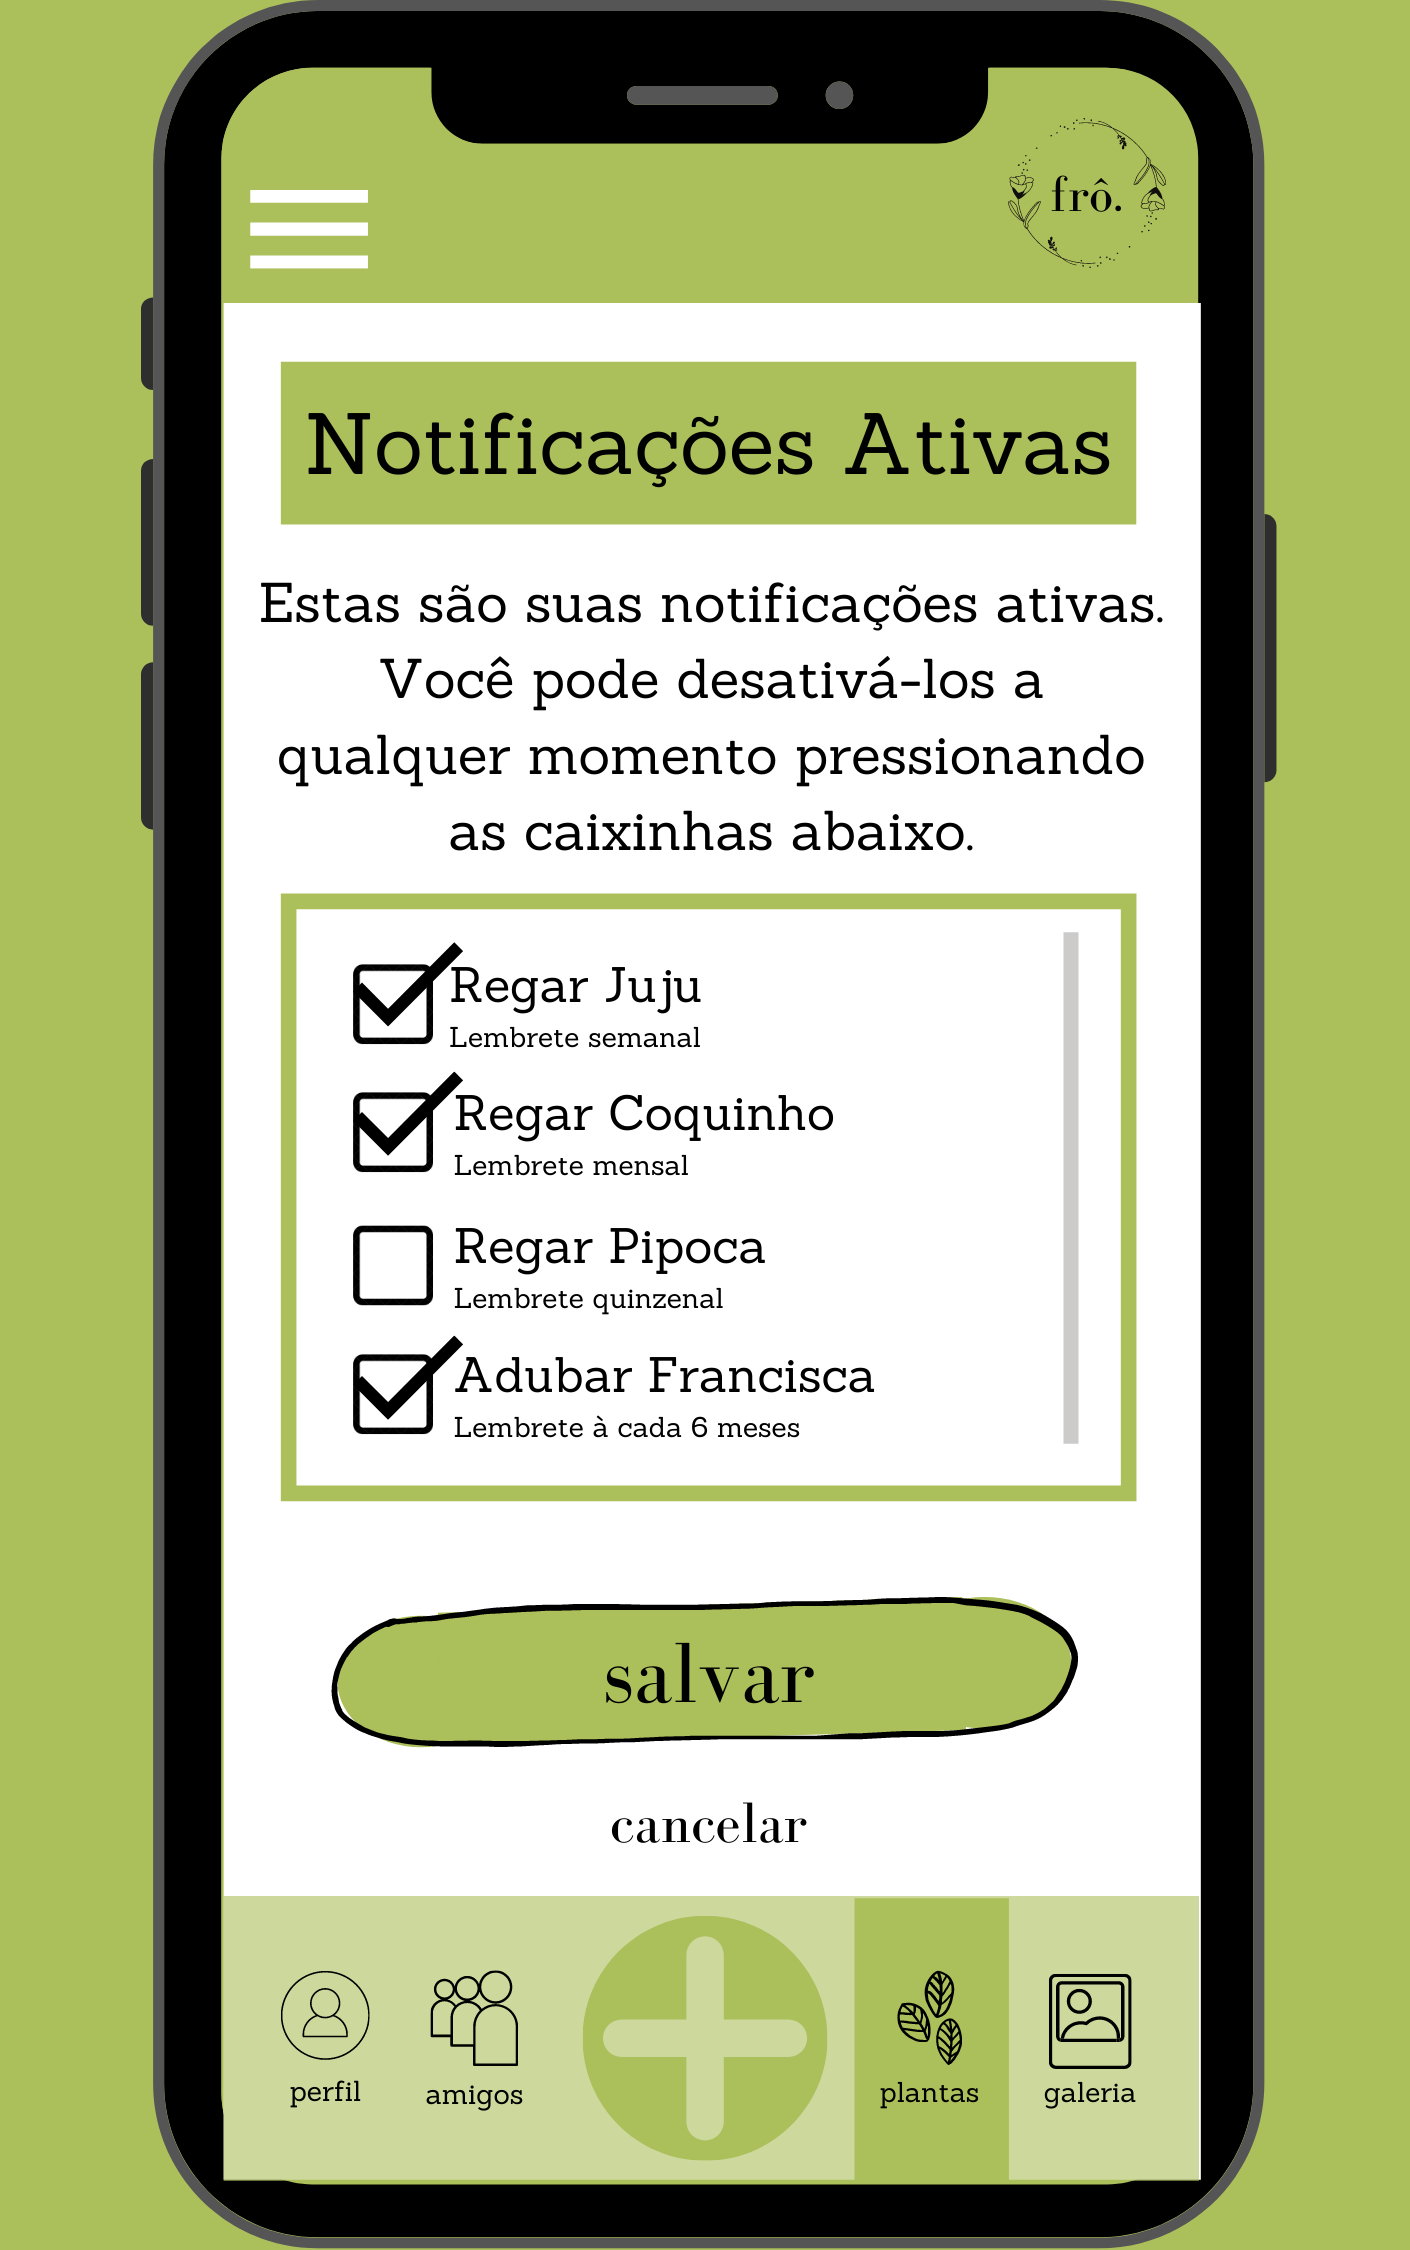 frô.
Notificações Ativas
Estas são suas notificações ativas.
Você pode desativá-los a
qualquer momento pressionando
as caixinhas abaixo.
Regar Juju
Lembrete semanal
Regar Coquinho
Lembrete mensal
Regar Pipoca
Lembrete quinzenal
Adubar Francisca
Lembrete à cada 6 meses
salvar
cancelar
perfil
amigos
plantas
galeria